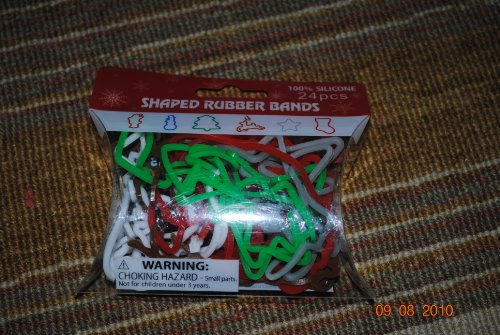 100% SILICONE
24pcs
SHAPED RUBBER BANDS
WARNING:
CHOKING HAZARD - Small parts.
Not for children under 3 years.
09 08 2010